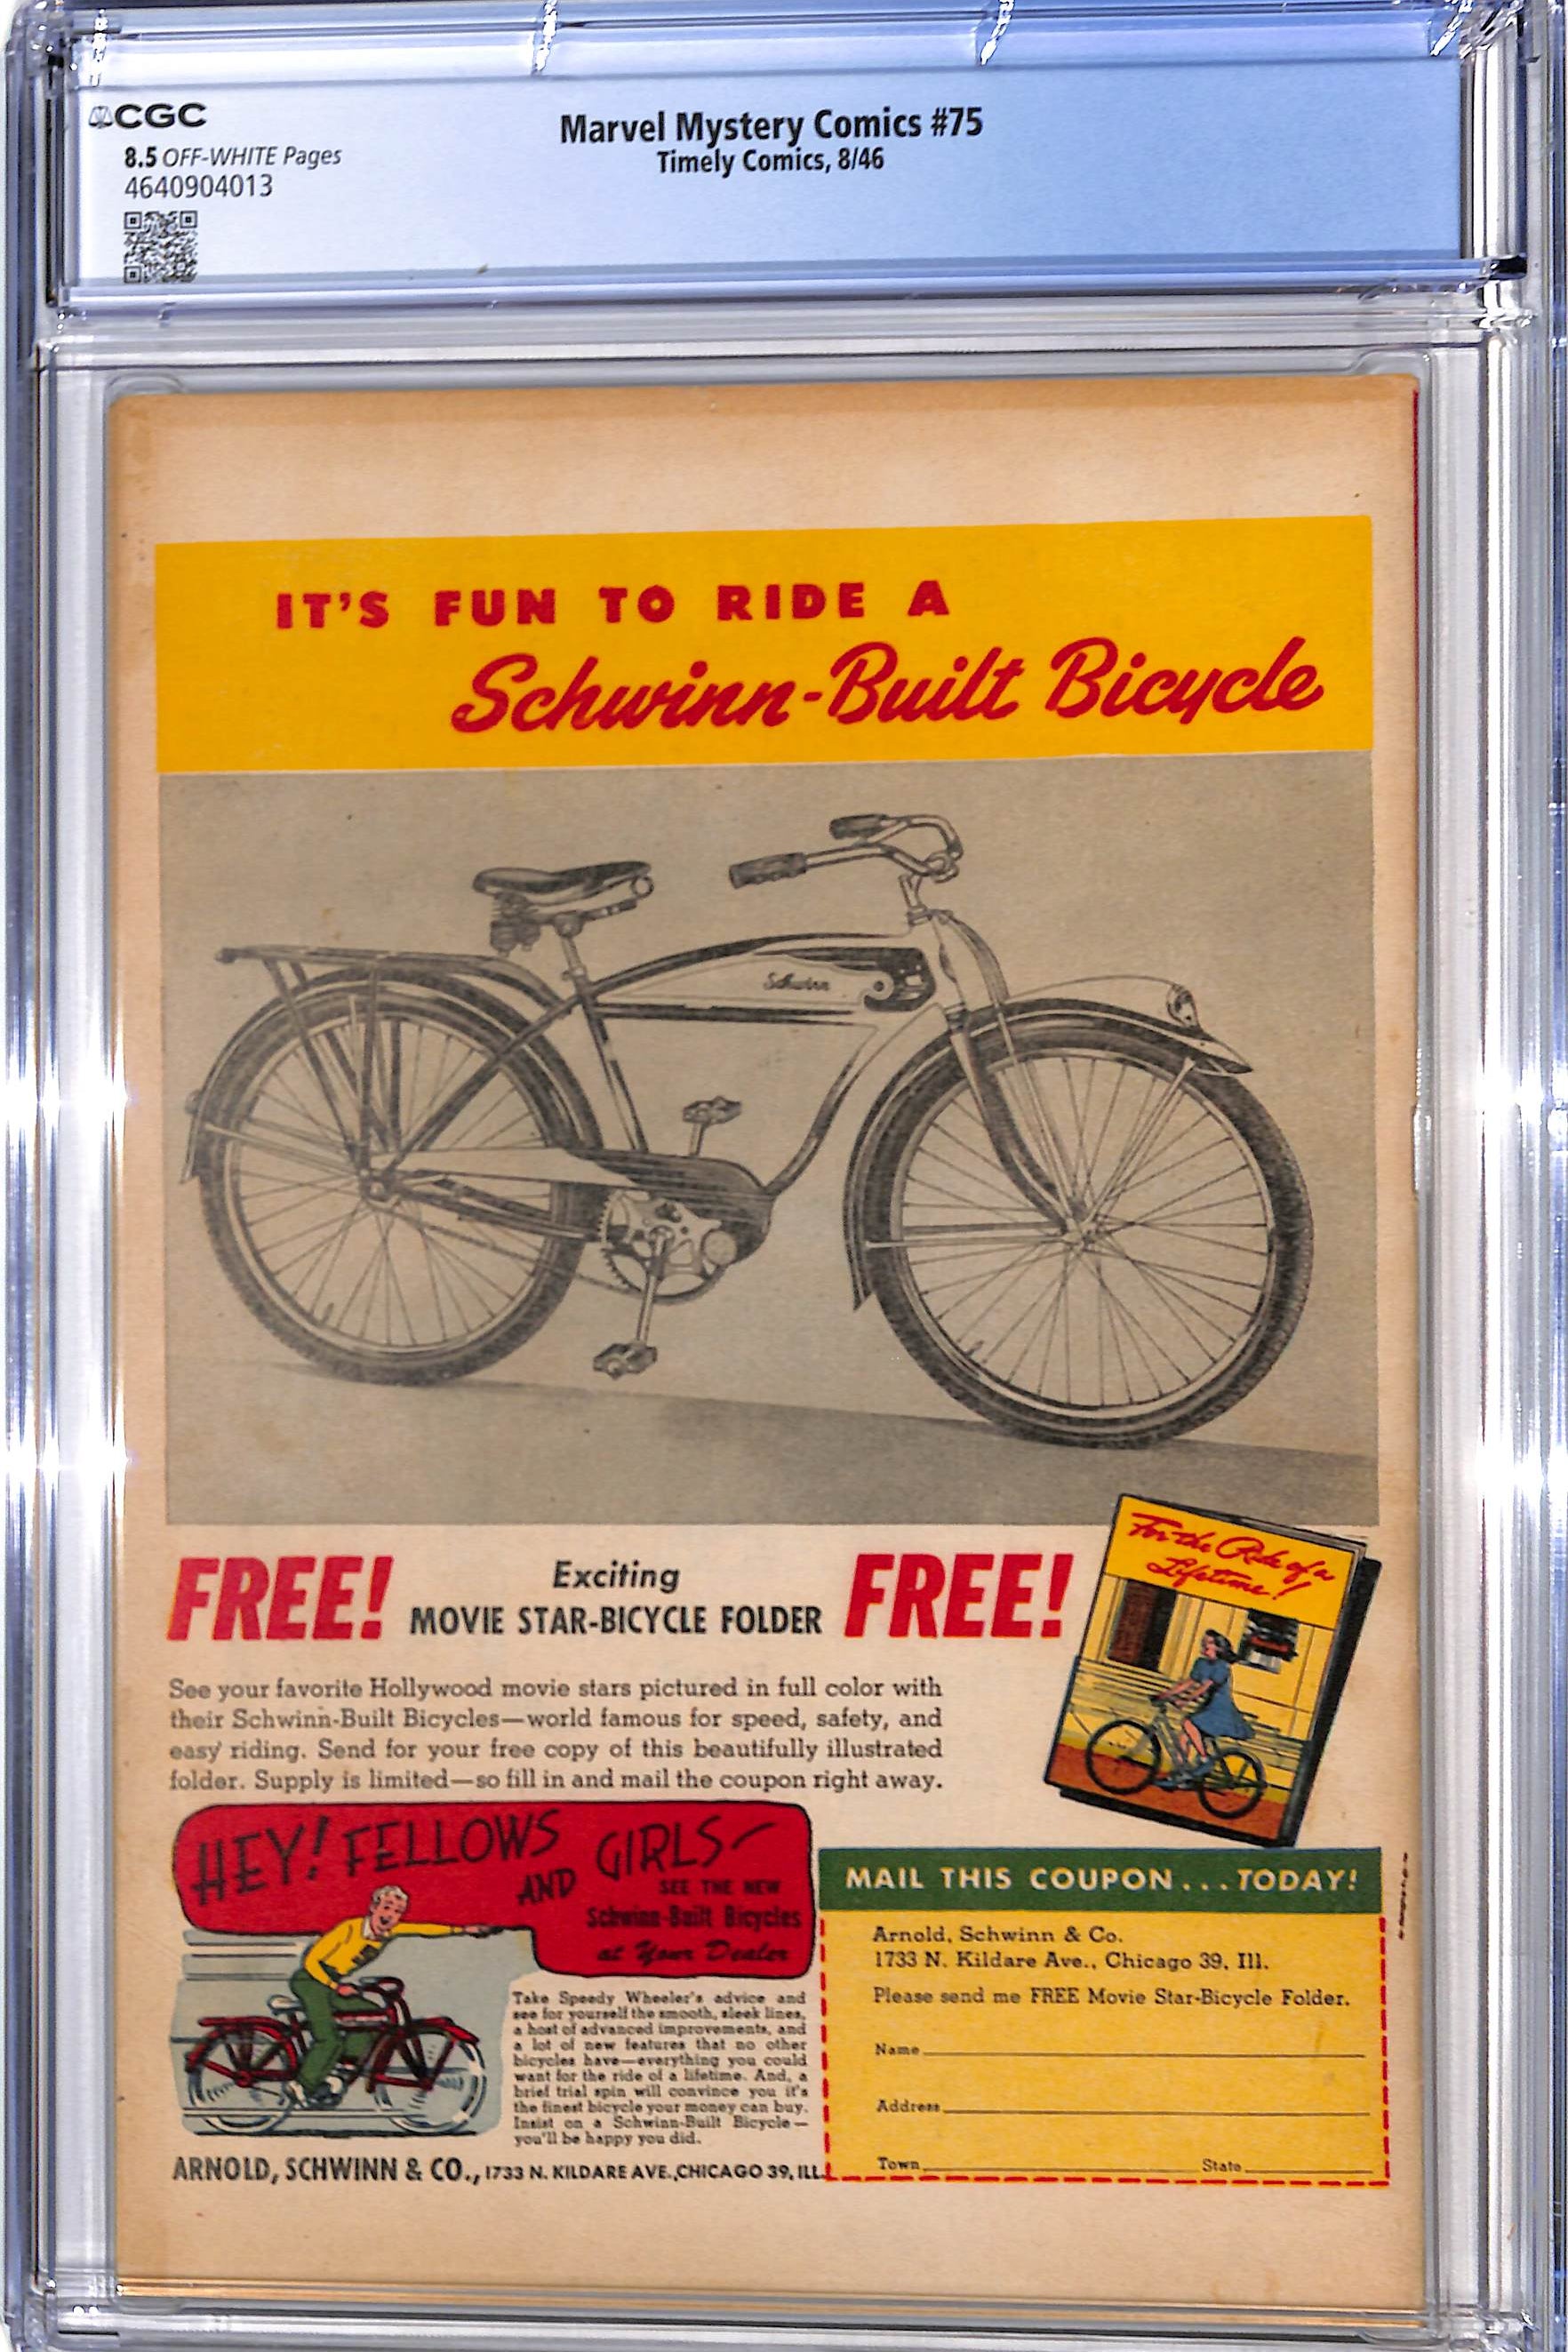 CGC
8.5 OFF-WHITE Pages
4640904013
Marvel Mystery Comics #75
Timely Comics, 8/46
IT'S FUN TO RIDE A
Schwinn-Built Bicycle
Schwinn
FREE!
Exciting
MOVIE STAR-BICYCLE FOLDER
FREE!
For the Ride of a
Lifetime!
See your favorite Hollywood movie stars pictured in full color with
their Schwinn-Built Bicycles—world famous for speed, safety, and
easy riding. Send for your free copy of this beautifully illustrated
folder. Supply is limited—so fill in and mail the coupon right away.
HEY! FELLOWS
AND GIRLS—
SEE THE NEW
Schwinn-Built Bicycles
at Your Dealer
Take Speedy Wheeler's advice and
see for yourself the smooth, sleek lines,
a host of advanced improvements, and
a lot of new features that no other
bicycles have—everything you could
want for the ride of a lifetime. And, a
brief trial spin will convince you it's
the finest bicycle your money can buy.
Insist on a Schwinn-Built Bicycle—
you'll be happy you did.
ARNOLD, SCHWINN & CO., 1733 N. KILDARE AVE., CHICAGO 39, ILL.
MAIL THIS COUPON...TODAY!
Arnold, Schwinn & Co.
1733 N. Kildare Ave., Chicago 39, Ill.
Please send me FREE Movie Star-Bicycle Folder.
Name
Address
Town State